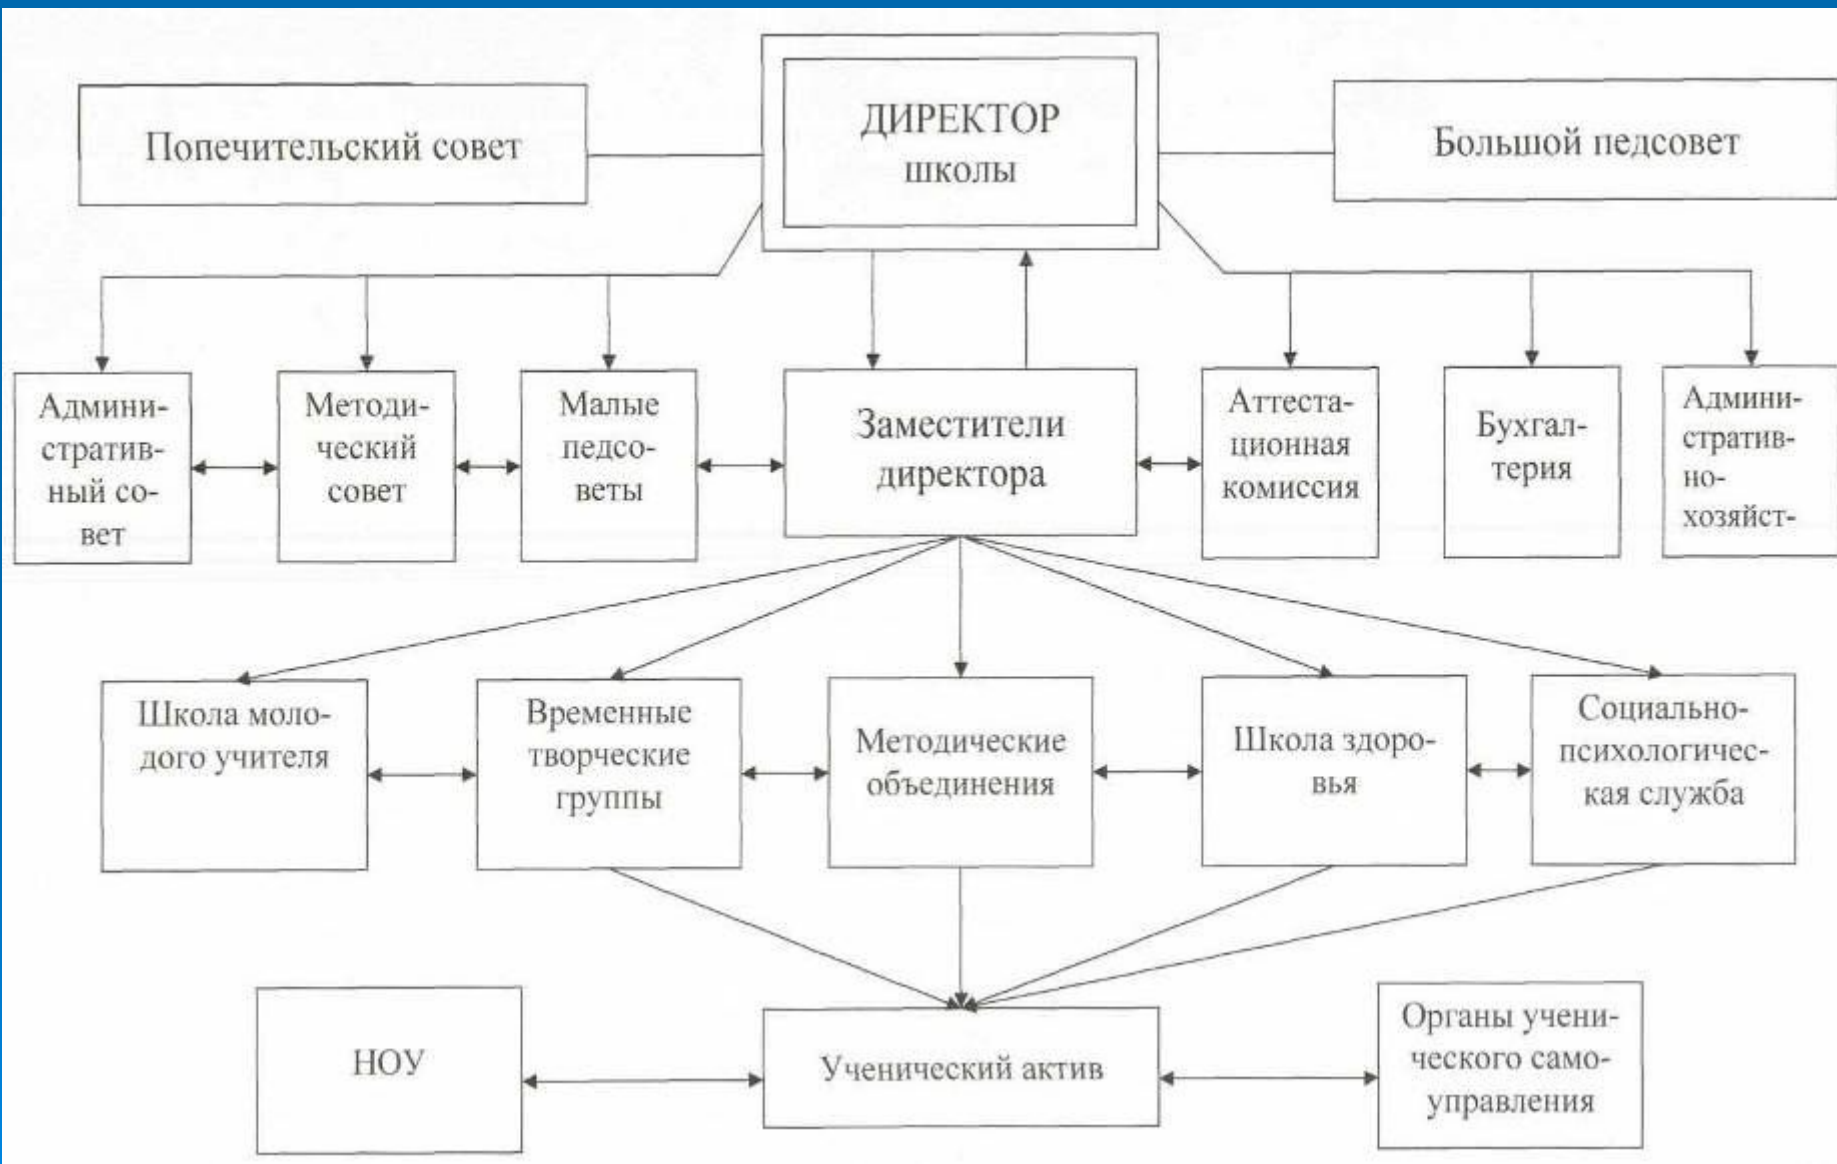 Попечительский совет
ДИРЕКТОР
школы
Большой педсовет
Админи-
стратив-
ный со-
вет
Методи-
ческий
совет
Малые
педсо-
веты
Заместители
директора
Аттеста-
ционная
комиссия
Бухгал-
терия
Админи-
стратив-
но-
хозяйст-
Школа моло-
дого учителя
Временные
творческие
группы
Методические
объединения
Школа здоро-
вья
Социально-
психологичес-
кая служба
НОУ
Ученический актив
Органы учени-
ческого само-
управления